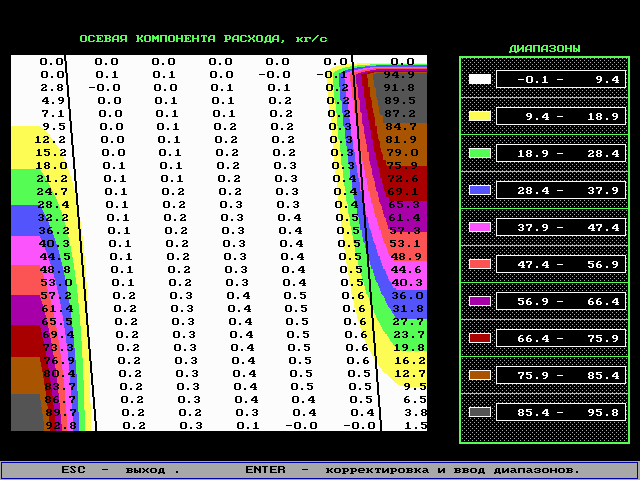 ОСЕВАЯ КОМПОНЕНТА РАСХОДА, кг/с
0.0 0.0 0.0 0.0 0.0 0.0 0.0
0.0 0.1 0.1 0.0 -0.0 -0.1 94.9
2.8 -0.0 0.0 0.1 0.1 0.2 91.8
4.9 0.0 0.1 0.1 0.2 0.2 89.5
7.1 0.0 0.1 0.1 0.2 0.2 87.2
9.5 0.0 0.1 0.2 0.2 0.3 84.7
12.2 0.0 0.1 0.2 0.2 0.3 81.9
15.2 0.0 0.1 0.2 0.2 0.3 79.0
18.0 0.1 0.1 0.2 0.3 0.3 75.9
21.2 0.1 0.2 0.2 0.3 0.4 72.6
24.7 0.1 0.2 0.2 0.3 0.4 69.1
28.4 0.1 0.2 0.3 0.3 0.4 65.3
32.2 0.1 0.2 0.3 0.4 0.5 61.4
36.2 0.1 0.2 0.3 0.4 0.5 57.3
40.3 0.1 0.2 0.3 0.4 0.5 53.1
44.5 0.1 0.2 0.3 0.4 0.5 48.9
48.8 0.1 0.2 0.3 0.4 0.5 44.6
53.0 0.1 0.2 0.3 0.4 0.5 40.3
57.2 0.2 0.3 0.4 0.5 0.6 36.0
61.4 0.2 0.3 0.4 0.5 0.6 31.8
65.5 0.2 0.3 0.4 0.5 0.6 27.7
69.4 0.2 0.3 0.4 0.5 0.6 23.7
73.3 0.2 0.3 0.4 0.5 0.6 19.8
76.9 0.2 0.3 0.4 0.5 0.5 16.2
80.4 0.2 0.3 0.4 0.5 0.5 12.7
83.7 0.2 0.3 0.4 0.5 0.5 9.5
86.7 0.2 0.3 0.4 0.4 0.5 6.5
89.7 0.2 0.2 0.3 0.4 0.4 3.8
92.8 0.2 0.3 0.1 -0.0 -0.0 1.5
ДИАПАЗОНЫ
-0.1 - 9.4
9.4 - 18.9
18.9 - 28.4
28.4 - 37.9
37.9 - 47.4
47.4 - 56.9
56.9 - 66.4
66.4 - 75.9
75.9 - 85.4
85.4 - 95.8
ESC - выход . ENTER - корректировка и ввод диапазонов.